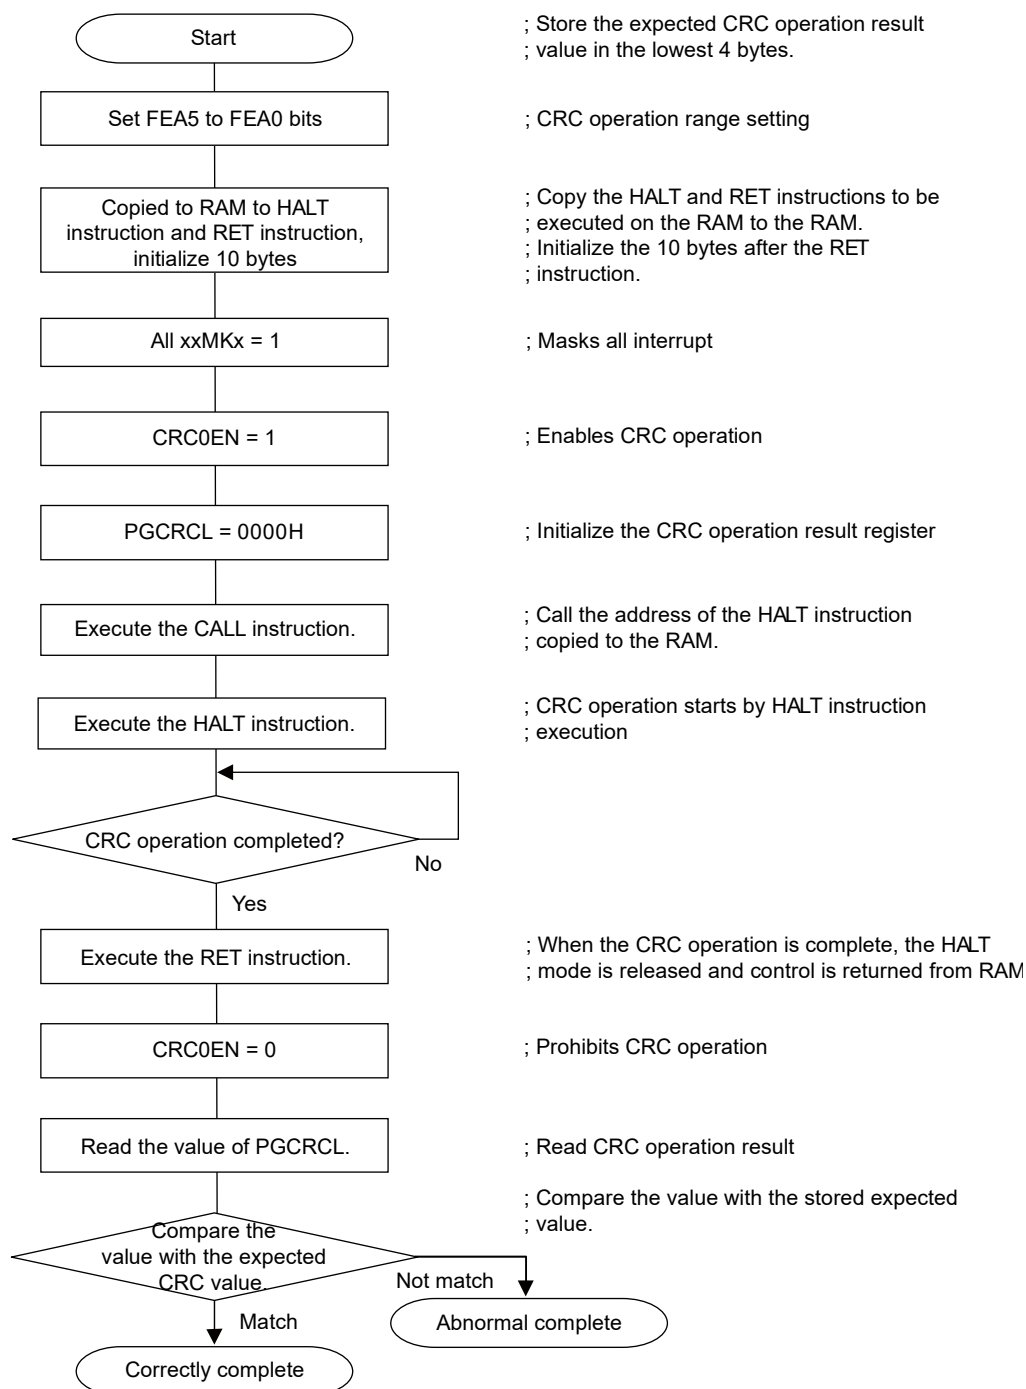 Start
; Store the expected CRC operation result
; value in the lowest 4 bytes.
Set FEA5 to FEA0 bits
; CRC operation range setting
Copied to RAM to HALT
instruction and RET instruction,
initialize 10 bytes
; Copy the HALT and RET instructions to be
; executed on the RAM to the RAM.
; Initialize the 10 bytes after the RET
; instruction.
All xxMKx = 1
; Masks all interrupt
CRC0EN = 1
; Enables CRC operation
PGCRCL = 0000H
; Initialize the CRC operation result register
Execute the CALL instruction.
; Call the address of the HALT instruction
; copied to the RAM.
Execute the HALT instruction.
; CRC operation starts by HALT instruction
; execution
CRC operation completed?
No
Yes
Execute the RET instruction.
; When the CRC operation is complete, the HALT
; mode is released and control is returned from RAM
CRC0EN = 0
; Prohibits CRC operation
Read the value of PGCRCL.
; Read CRC operation result
; Compare the value with the stored expected
; value.
Compare the
value with the expected
CRC value.
Not match
Match
Abnormal complete
Correctly complete